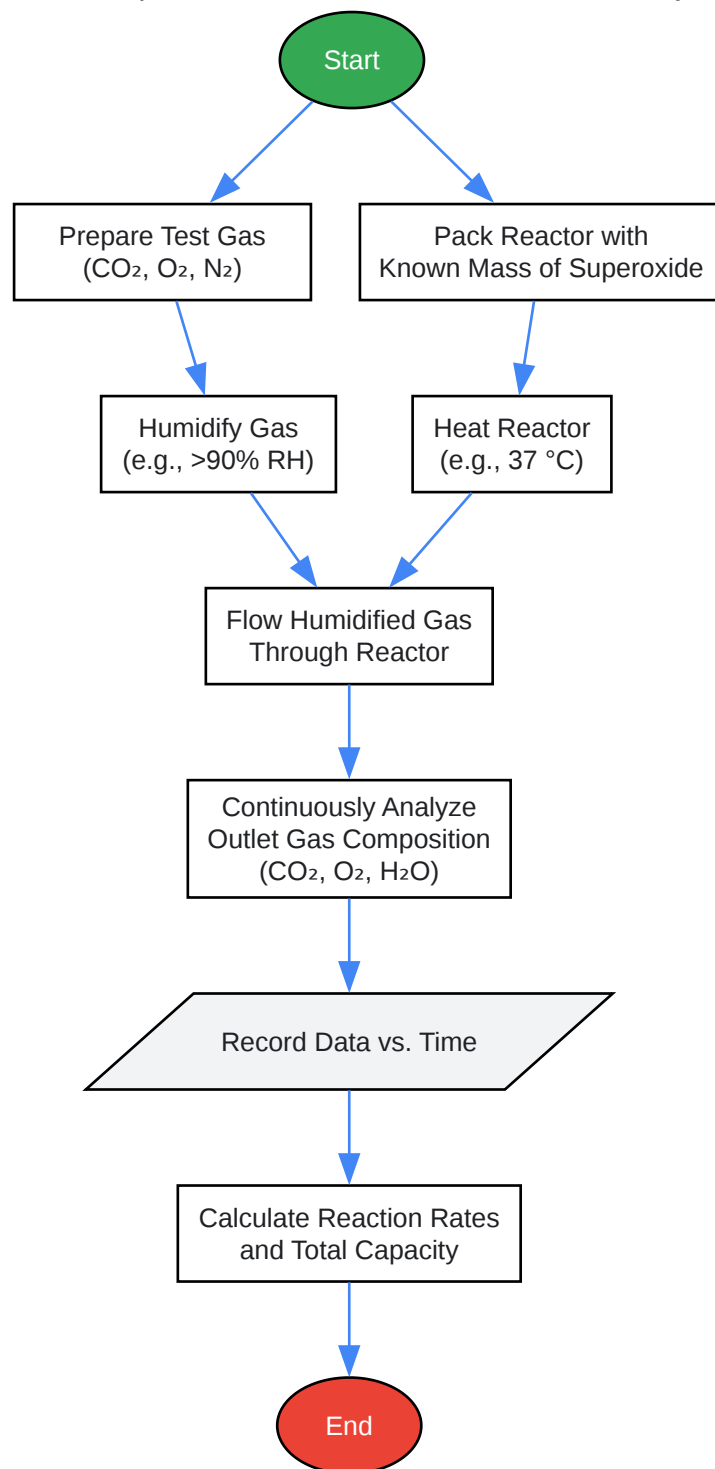 Start
Prepare Test Gas
(CO₂, O₂, N₂)
Pack Reactor with
Known Mass of Superoxide
Humidify Gas
(e.g., >90% RH)
Heat Reactor
(e.g., 37 °C)
Flow Humidified Gas
Through Reactor
Continuously Analyze
Outlet Gas Composition
(CO₂, O₂, H₂O)
Record Data vs. Time
Calculate Reaction Rates
and Total Capacity
End